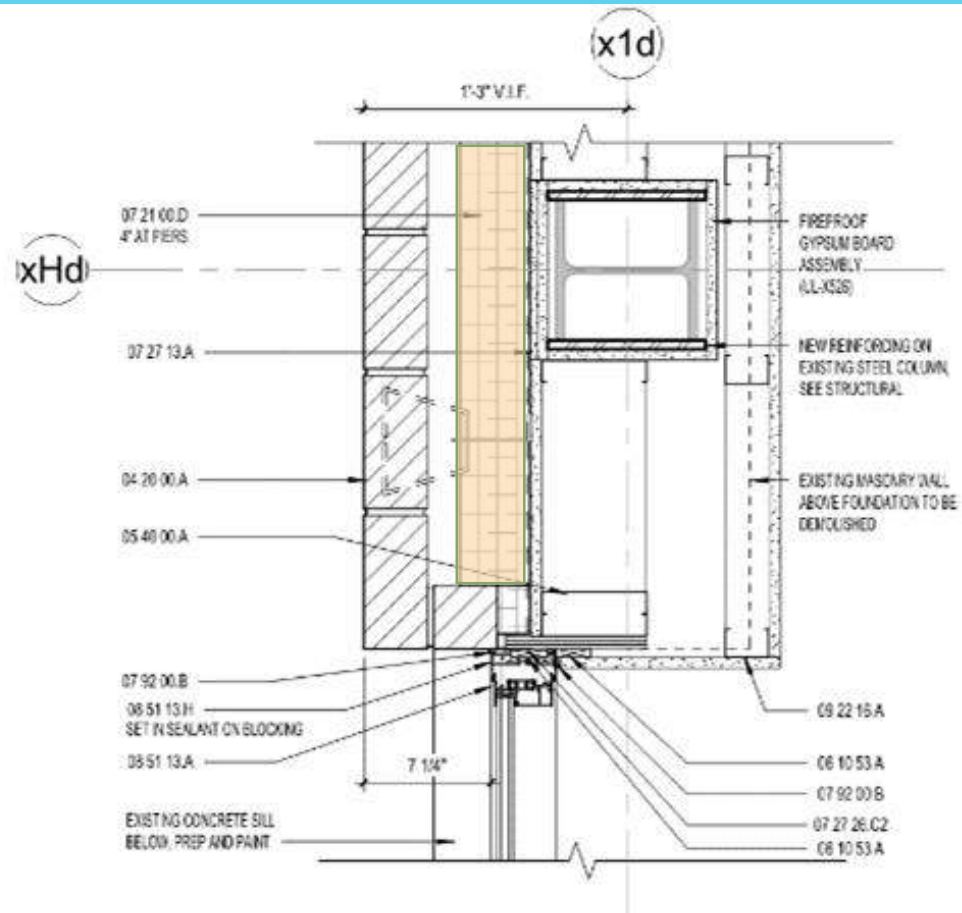 x1d
1'-3" V.I.F.
07 21 00.D
4" AT PIERS
xHd
07 27 13.A
04 20 00.A
05 40 00.A
07 92 00.B
08 51 13.H
SET IN SEALANT ON BLOCKING
08 51 13.A
7 1/4"
EXISTING CONCRETE SILL
BELOW, PREP AND PAINT
FIREPROOF
GYPSUM BOARD
ASSEMBLY
(UL-X526)
NEW REINFORCING ON
EXISTING STEEL COLUMN,
SEE STRUCTURAL
EXISTING MASONRY WALL
ABOVE FOUNDATION TO BE
DEMOLISHED
09 22 16.A
06 10 53.A
07 92 00.B
07 27 26.C2
06 10 53.A